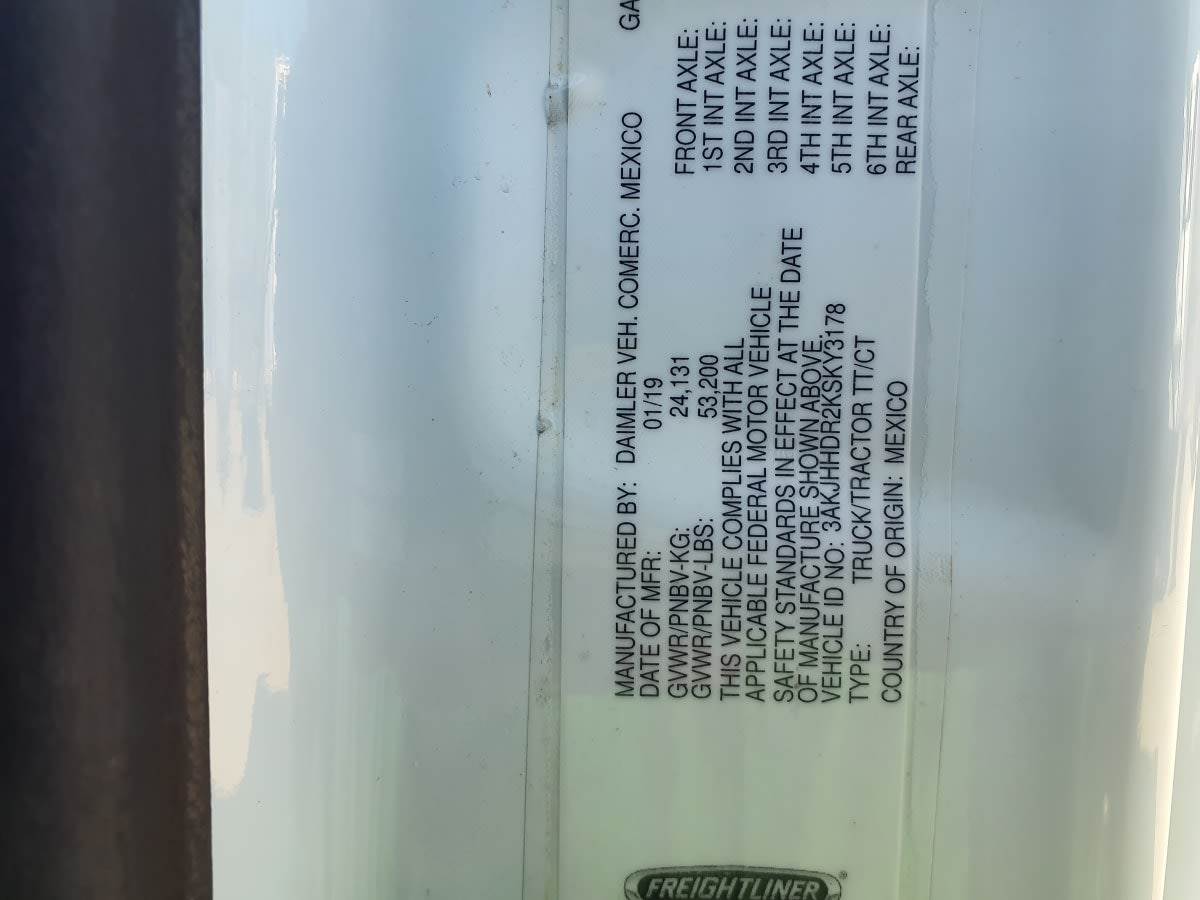 FREIGHTLINER®
MANUFACTURED BY: DAIMLER VEH. COMERC. MEXICO
DATE OF MFR: 01/19
GVWR/PNBV-KG: 24,131
GVWR/PNBV-LBS: 53,200
THIS VEHICLE COMPLIES WITH ALL
APPLICABLE FEDERAL MOTOR VEHICLE
SAFETY STANDARDS IN EFFECT AT THE DATE
OF MANUFACTURE SHOWN ABOVE.
VEHICLE ID NO: 3AKJHHDR2KSKY3178
TYPE: TRUCK/TRACTOR TT/CT
COUNTRY OF ORIGIN: MEXICO
FRONT AXLE:
1ST INT AXLE:
2ND INT AXLE:
3RD INT AXLE:
4TH INT AXLE:
5TH INT AXLE:
6TH INT AXLE:
REAR AXLE: